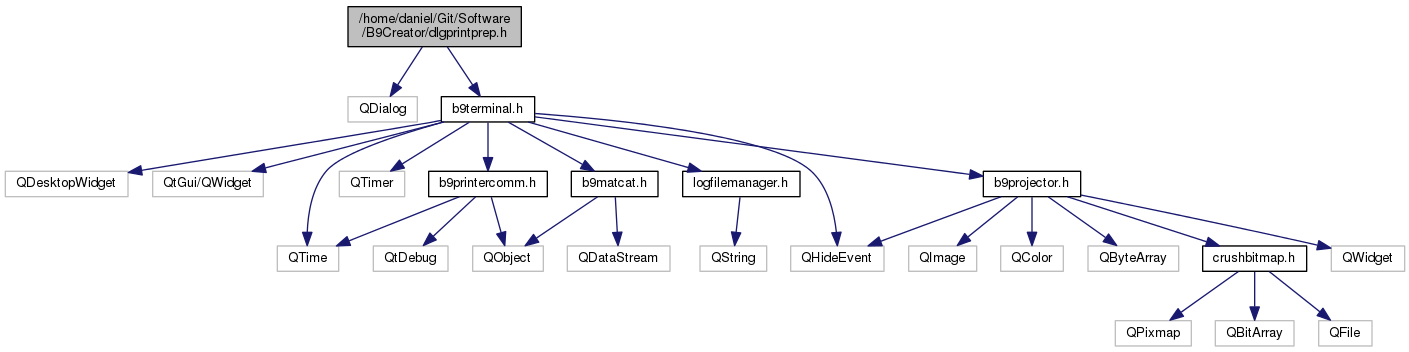 /home/daniel/Git/Software
/B9Creator/dlgprintprep.h
QDialog
b9terminal.h
QDesktopWidget
QtGui/QWidget
QTimer
b9printercomm.h
b9matcat.h
logfilemanager.h
b9projector.h
QTime
QtDebug
QObject
QDataStream
QString
QHideEvent
QImage
QColor
QByteArray
crushbitmap.h
QWidget
QPixmap
QBitArray
QFile